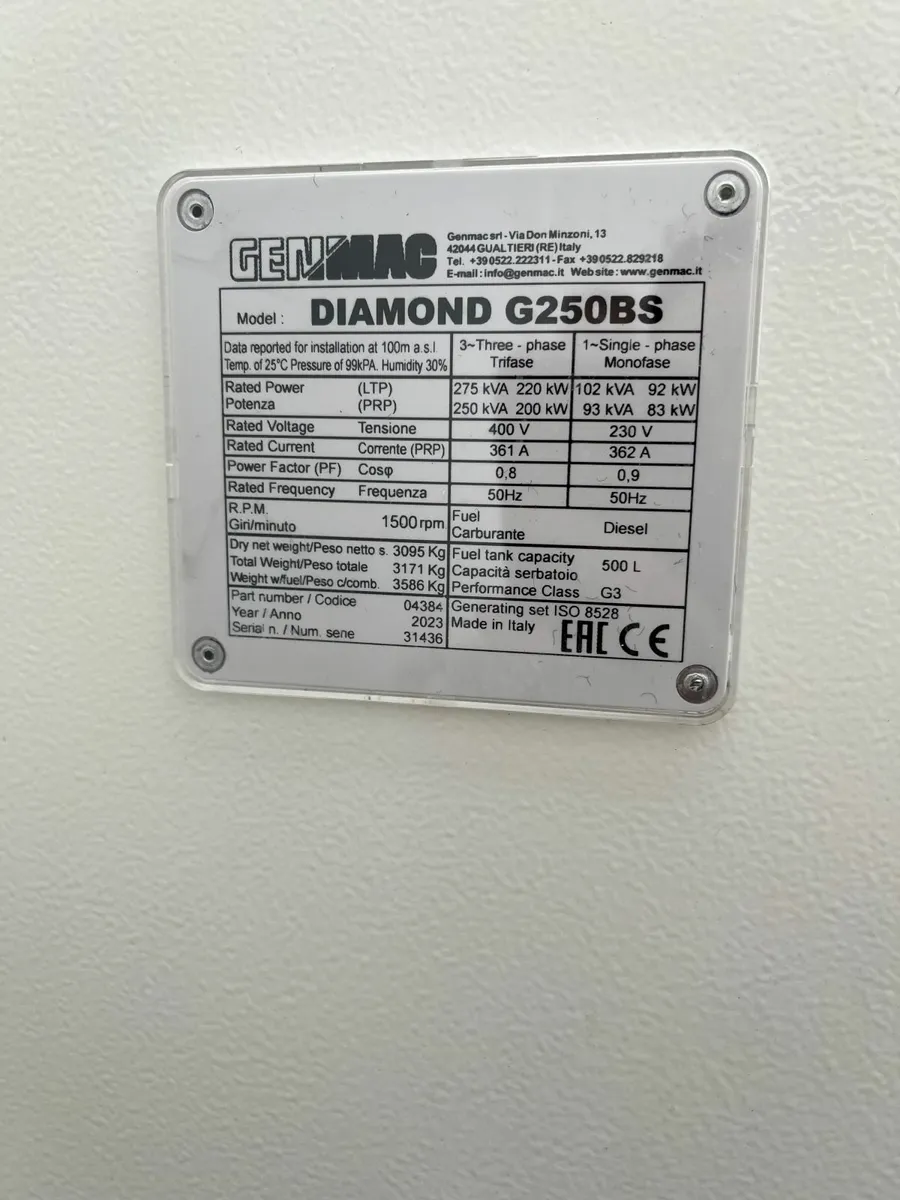 GENMAC
Genmac srl - Via Don Minzoni, 13
42044 GUALTIERI (RE) Italy
Tel. +39 0522.222311 - Fax +39 0522.829218
E-mail: info@genmac.it Web site: www.genmac.it
Model : DIAMOND G250BS
Data reported for installation at 100m a.s.l
Temp. of 25°C Pressure of 99kPA. Humidity 30%
3~Three - phase
Trifase
1~Single - phase
Monofase
Rated Power (LTP) 275 kVA 220 kW 102 kVA 92 kW
Potenza (PRP) 250 kVA 200 kW 93 kVA 83 kW
Rated Voltage Tensione 400 V 230 V
Rated Current Corrente (PRP) 361 A 362 A
Power Factor (PF) Cosφ 0,8 0,9
Rated Frequency Frequenza 50Hz 50Hz
R.P.M.
Giri/minuto 1500 rpm
Fuel
Carburante Diesel
Dry net weight/Peso netto s. 3095 Kg
Total Weight/Peso totale 3171 Kg
Weight w/fuel/Peso c/comb. 3586 Kg
Fuel tank capacity
Capacità serbatoio 500 L
Performance Class G3
Part number / Codice 04384
Year / Anno 2023
Serial n. / Num. serie 31436
Generating set ISO 8528
Made in Italy EAC CE